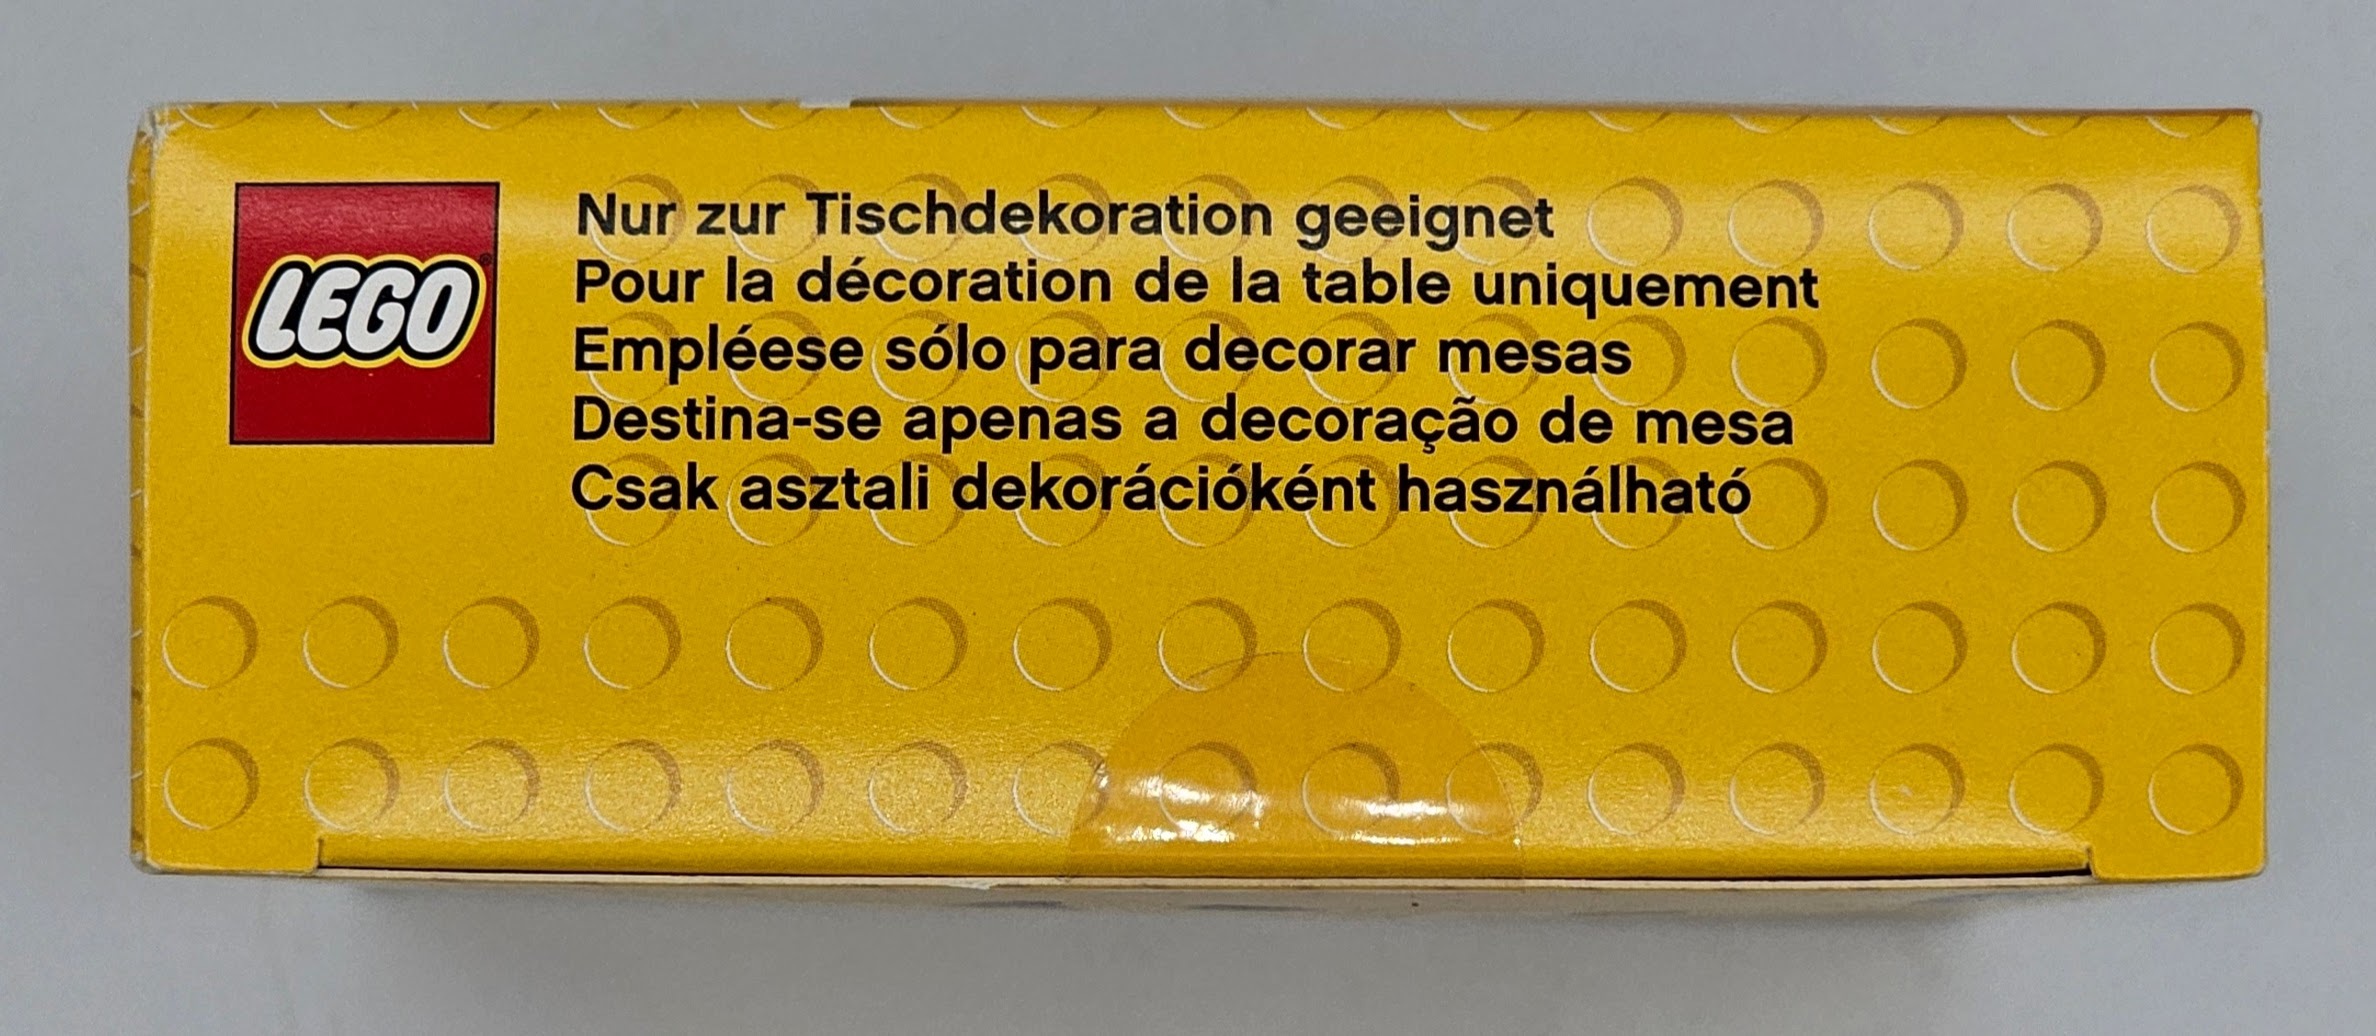 LEGO®
Nur zur Tischdekoration geeignet
Pour la décoration de la table uniquement
Empléese sólo para decorar mesas
Destina-se apenas a decoração de mesa
Csak asztali dekorációként használható